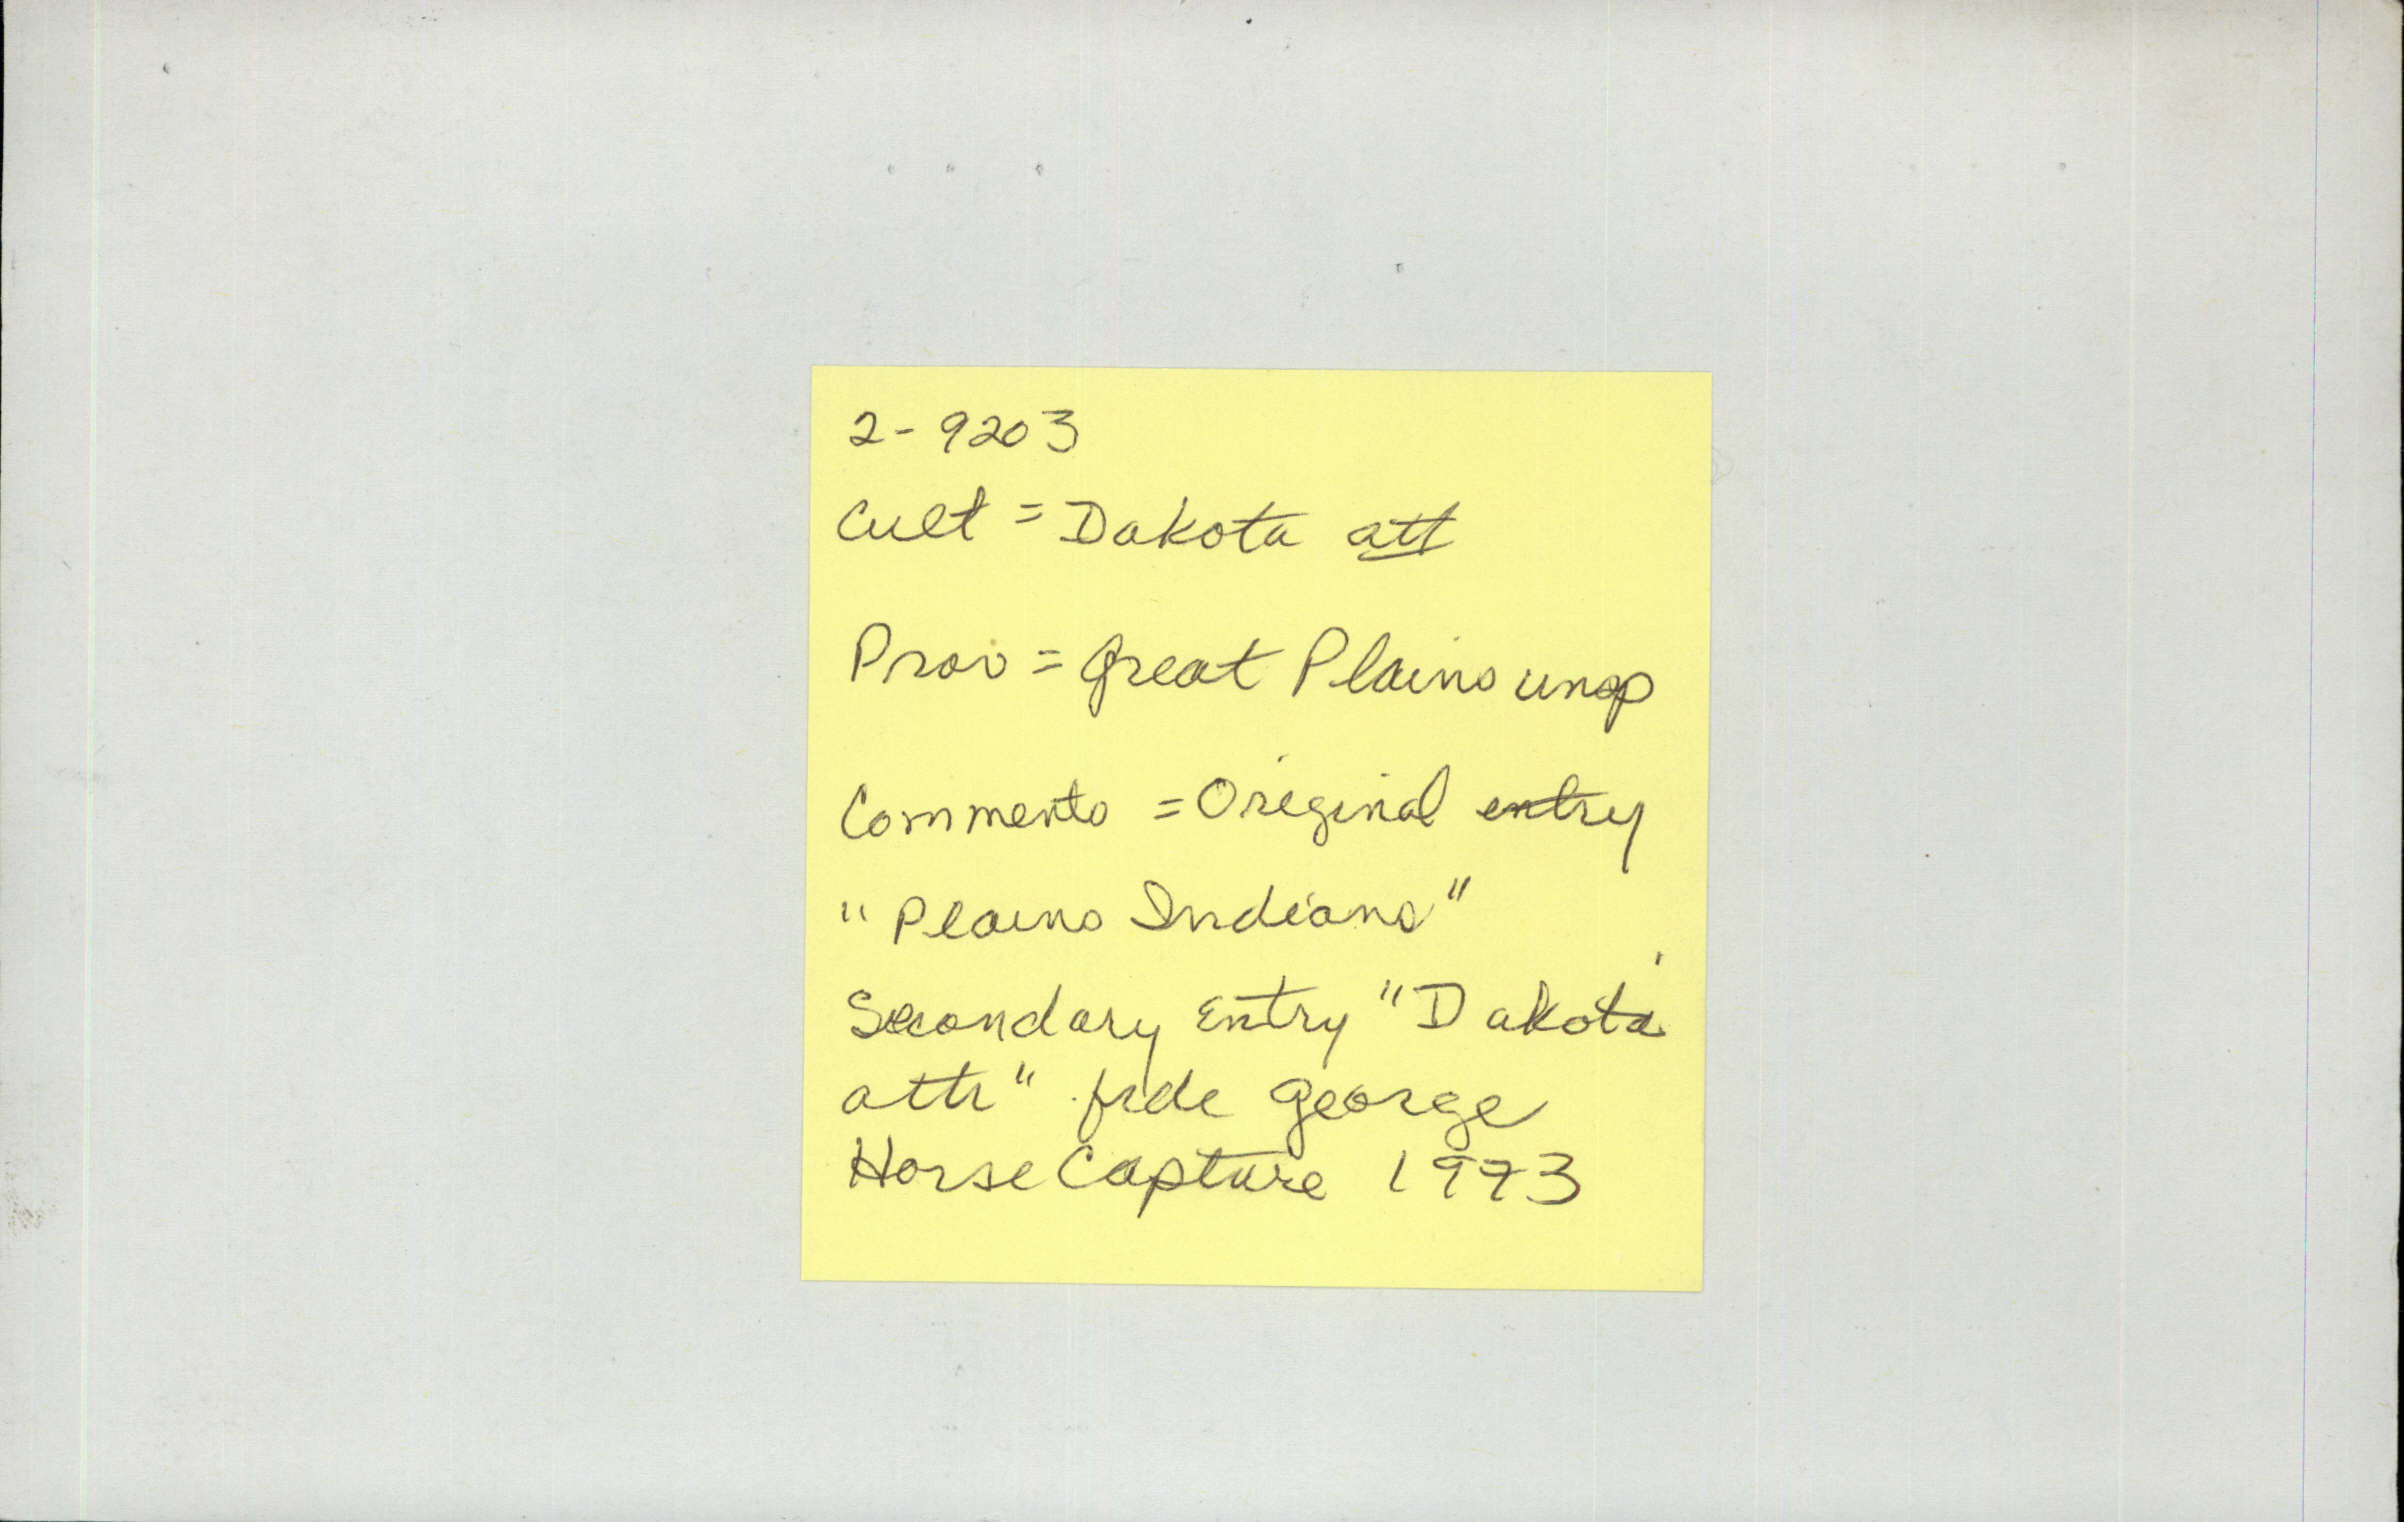 2-9203
Cult = Dakota att
Prov = Great Plains unsp
Comments = Original entry
"Plains Indians"
Secondary Entry "Dakota
attr" fide George
Horse Capture 1973